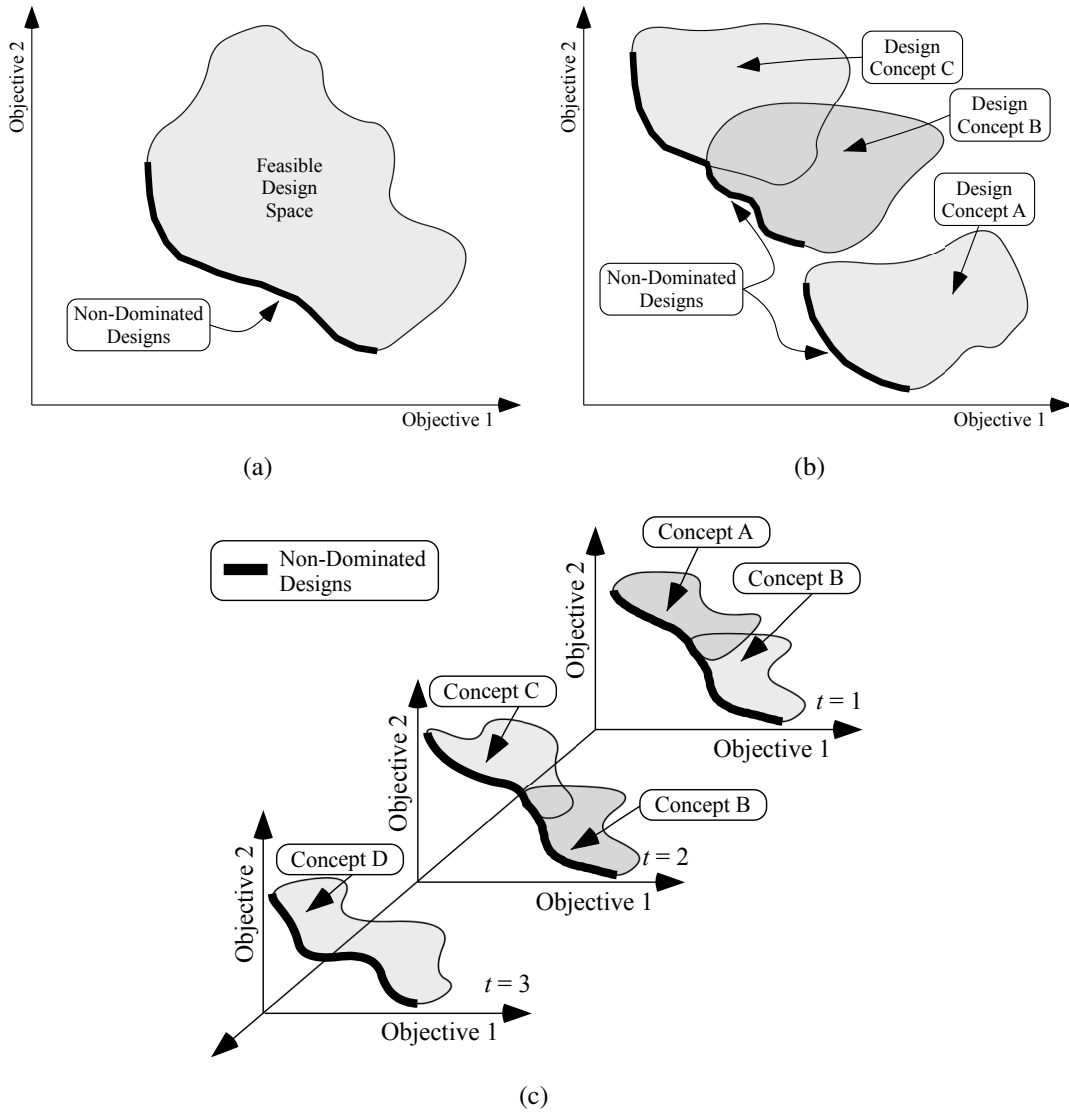 Objective 2
Feasible
Design
Space
Non-Dominated
Designs
Objective 1
(a)
Objective 2
Design
Concept C
Design
Concept B
Design
Concept A
Non-Dominated
Designs
Objective 1
(b)
Non-Dominated
Designs
Objective 2
Concept A
Concept B
t = 1
Objective 1
Objective 2
Concept C
Concept B
t = 2
Objective 1
Objective 2
Concept D
t = 3
Objective 1
(c)